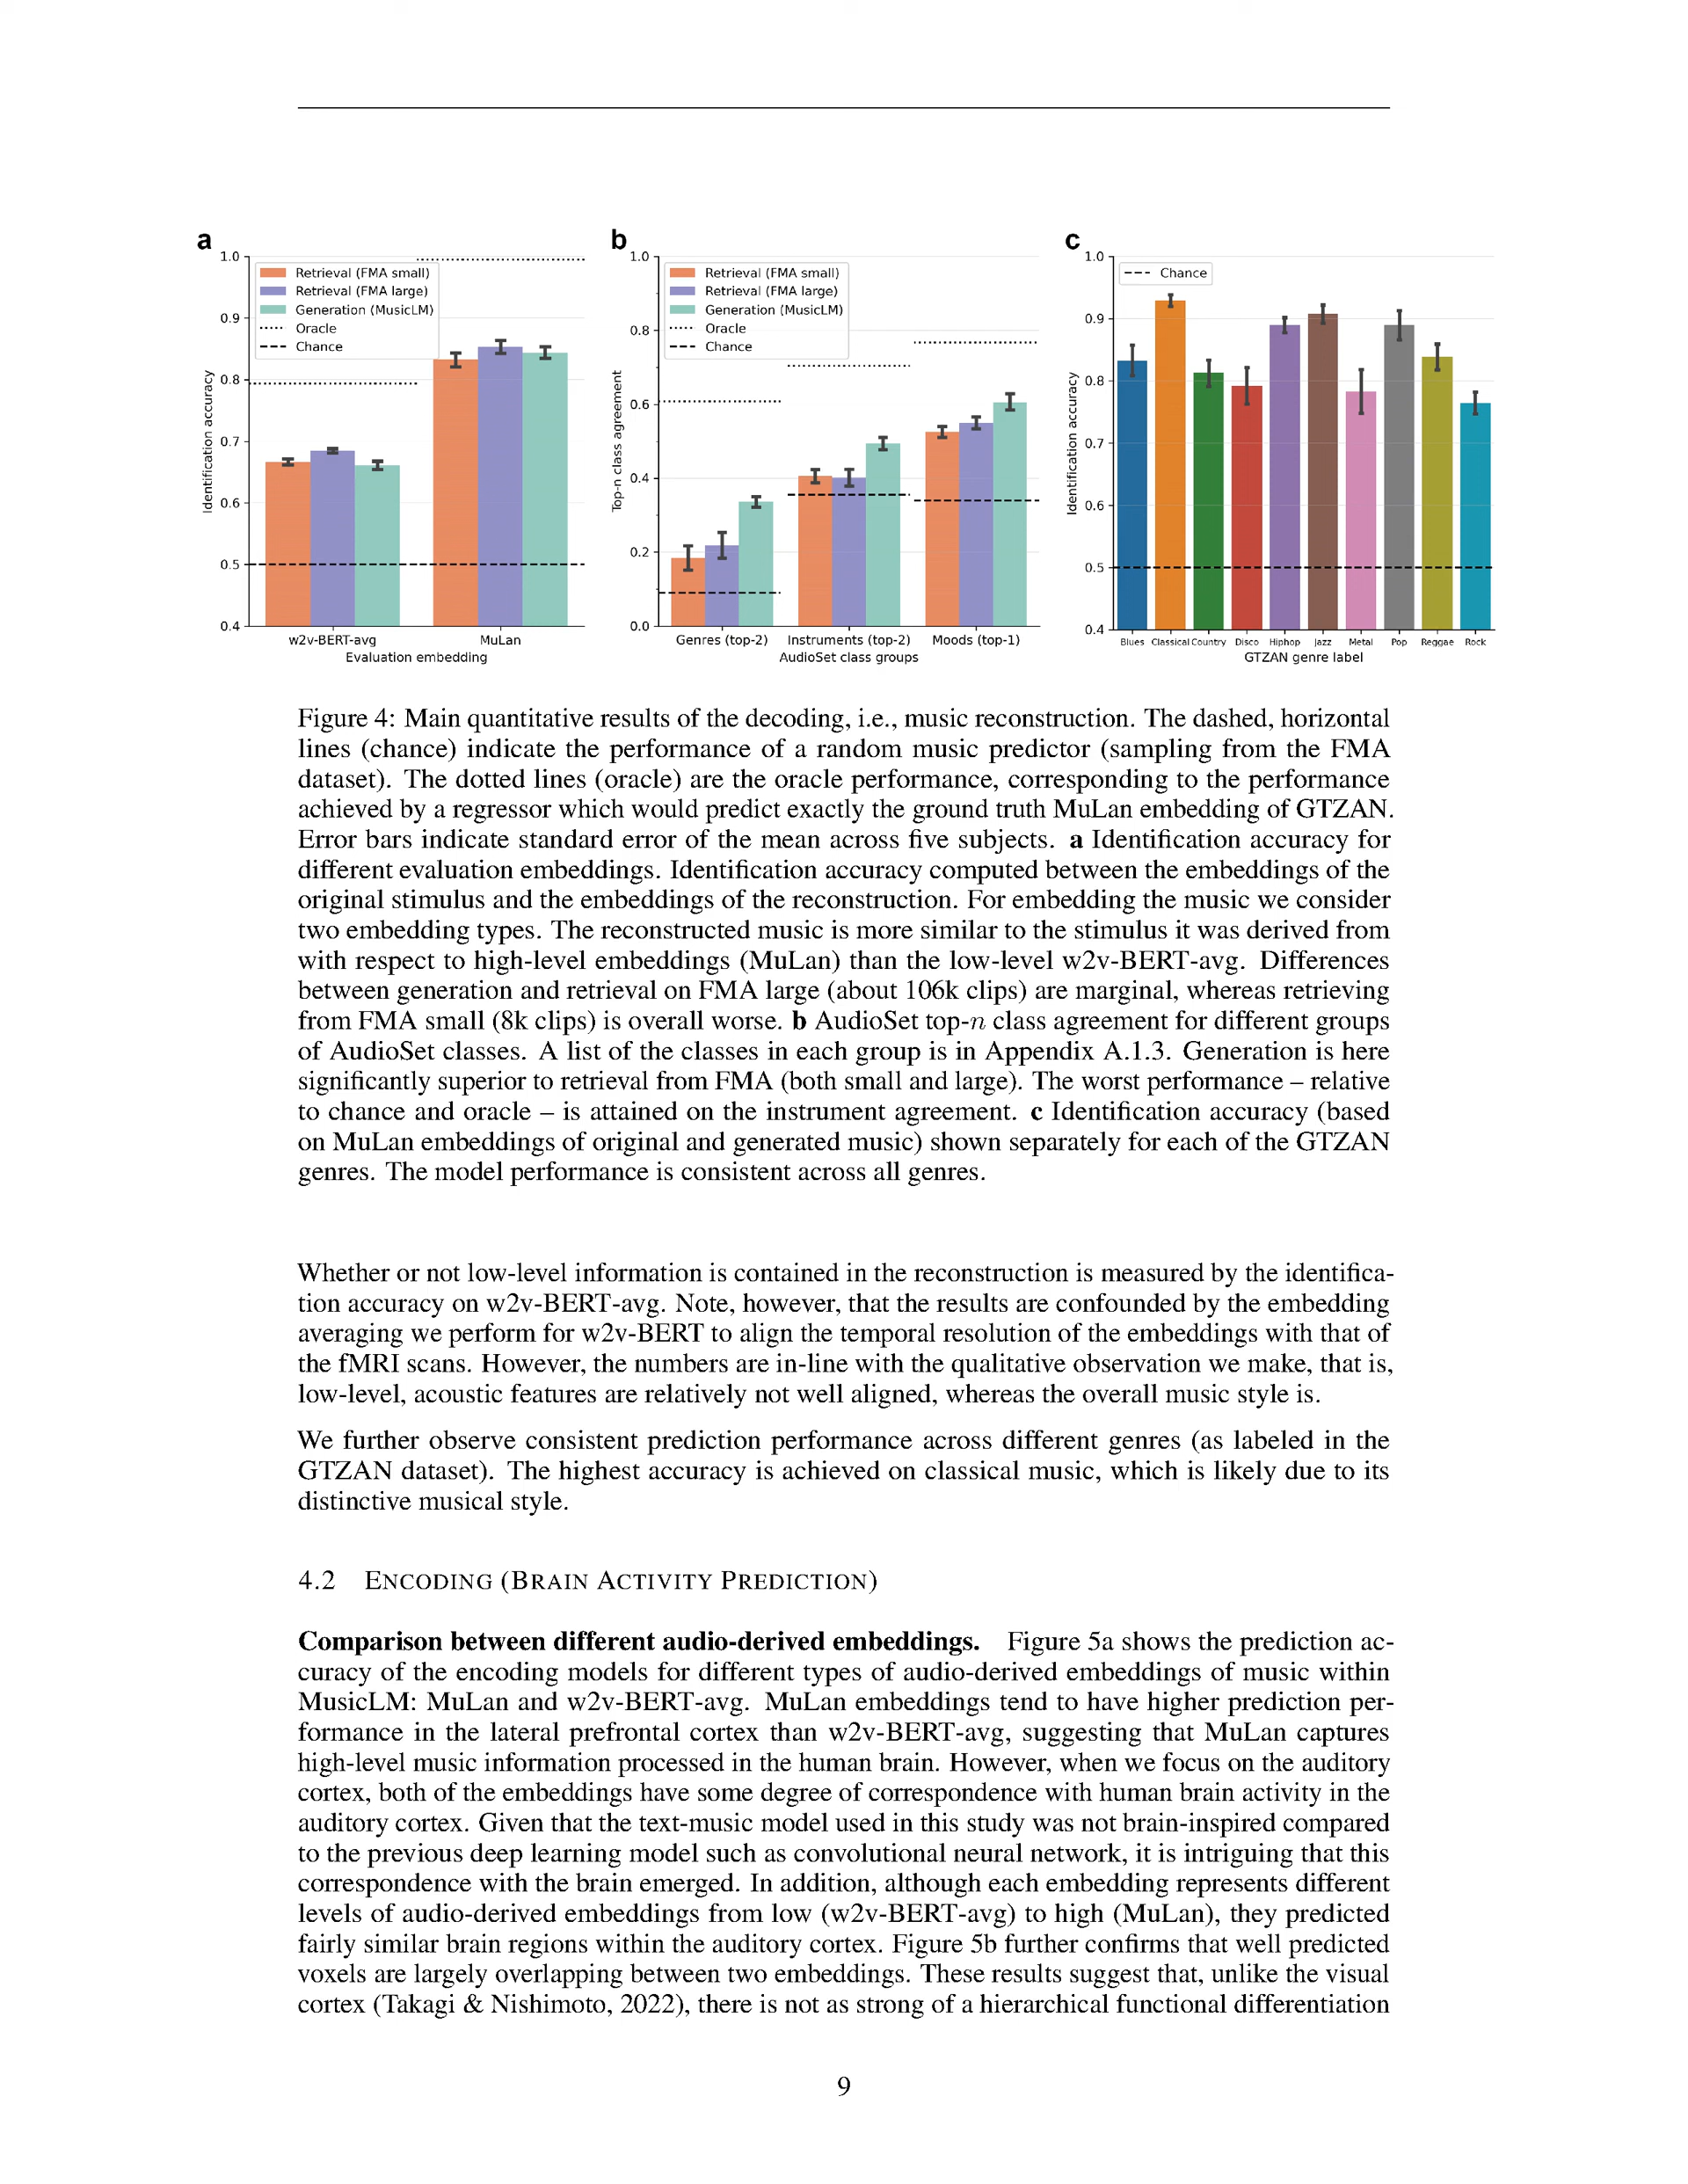 a
1.0
0.9
0.8
0.7
0.6
0.5
0.4
Identification accuracy
Retrieval (FMA small)
Retrieval (FMA large)
Generation (MusicLM)
Oracle
Chance
w2v-BERT-avg
MuLan
Evaluation embedding
b
1.0
0.8
0.6
0.4
0.2
0.0
Top-n class agreement
Retrieval (FMA small)
Retrieval (FMA large)
Generation (MusicLM)
Oracle
Chance
Genres (top-2)
Instruments (top-2)
Moods (top-1)
AudioSet class groups
c
1.0
0.9
0.8
0.7
0.6
0.5
0.4
Identification accuracy
Chance
Blues
Classical
Country
Disco
Hiphop
Jazz
Metal
Pop
Reggae
Rock
GTZAN genre label
Figure 4: Main quantitative results of the decoding, i.e., music reconstruction. The dashed, horizontal
lines (chance) indicate the performance of a random music predictor (sampling from the FMA
dataset). The dotted lines (oracle) are the oracle performance, corresponding to the performance
achieved by a regressor which would predict exactly the ground truth MuLan embedding of GTZAN.
Error bars indicate standard error of the mean across five subjects. a Identification accuracy for
different evaluation embeddings. Identification accuracy computed between the embeddings of the
original stimulus and the embeddings of the reconstruction. For embedding the music we consider
two embedding types. The reconstructed music is more similar to the stimulus it was derived from
with respect to high-level embeddings (MuLan) than the low-level w2v-BERT-avg. Differences
between generation and retrieval on FMA large (about 106k clips) are marginal, whereas retrieving
from FMA small (8k clips) is overall worse. b AudioSet top-n class agreement for different groups
of AudioSet classes. A list of the classes in each group is in Appendix A.1.3. Generation is here
significantly superior to retrieval from FMA (both small and large). The worst performance – relative
to chance and oracle – is attained on the instrument agreement. c Identification accuracy (based
on MuLan embeddings of original and generated music) shown separately for each of the GTZAN
genres. The model performance is consistent across all genres.
Whether or not low-level information is contained in the reconstruction is measured by the identifica-
tion accuracy on w2v-BERT-avg. Note, however, that the results are confounded by the embedding
averaging we perform for w2v-BERT to align the temporal resolution of the embeddings with that of
the fMRI scans. However, the numbers are in-line with the qualitative observation we make, that is,
low-level, acoustic features are relatively not well aligned, whereas the overall music style is.
We further observe consistent prediction performance across different genres (as labeled in the
GTZAN dataset). The highest accuracy is achieved on classical music, which is likely due to its
distinctive musical style.
4.2 ENCODING (BRAIN ACTIVITY PREDICTION)
Comparison between different audio-derived embeddings. Figure 5a shows the prediction ac-
curacy of the encoding models for different types of audio-derived embeddings of music within
MusicLM: MuLan and w2v-BERT-avg. MuLan embeddings tend to have higher prediction per-
formance in the lateral prefrontal cortex than w2v-BERT-avg, suggesting that MuLan captures
high-level music information processed in the human brain. However, when we focus on the auditory
cortex, both of the embeddings have some degree of correspondence with human brain activity in the
auditory cortex. Given that the text-music model used in this study was not brain-inspired compared
to the previous deep learning model such as convolutional neural network, it is intriguing that this
correspondence with the brain emerged. In addition, although each embedding represents different
levels of audio-derived embeddings from low (w2v-BERT-avg) to high (MuLan), they predicted
fairly similar brain regions within the auditory cortex. Figure 5b further confirms that well predicted
voxels are largely overlapping between two embeddings. These results suggest that, unlike the visual
cortex (Takagi & Nishimoto, 2022), there is not as strong of a hierarchical functional differentiation
9